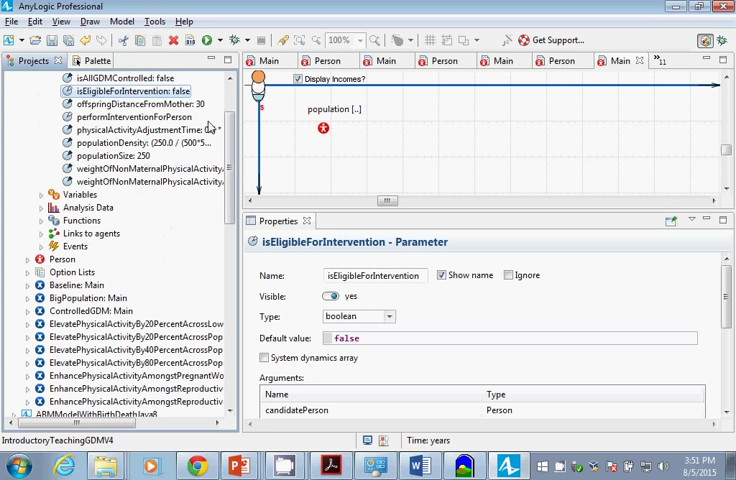 AnyLogic Professional
File Edit View Draw Model Tools Help
100%
Get Support...
Projects Palette
Main Person Main Person Main Person Main 11
isAllGDMControlled: false
isEligibleForIntervention: false
offspringDistanceFromMother: 30
performInterventionForPerson
physicalActivityAdjustmentTime: 0.
populationDensity: (250.0 / (500*5...
populationSize: 250
weightOfNonMaternalPhysicalActivity
weightOfNonMaternalPhysicalActivity
Variables
Analysis Data
Functions
Links to agents
Events
Person
Option Lists
Baseline: Main
BigPopulation: Main
ControlledGDM: Main
ElevatePhysicalActivityBy20PercentAcrossLow
ElevatePhysicalActivityBy20PercentAcrossPop
ElevatePhysicalActivityBy40PercentAcrossPop
ElevatePhysicalActivityBy80PercentAcrossPop
EnhancePhysicalActivityAmongstPregnantWo
EnhancePhysicalActivityAmongstReproductiv
EnhancePhysicalActivityAmongstReproductiv
ABMModelWithBirthDeathJava8
Display Incomes?
population [..]
Properties
isEligibleForIntervention - Parameter
Name: isEligibleForIntervention Show name Ignore
Visible: yes
Type: boolean
Default value: false
System dynamics array
Arguments:
Name Type
candidatePerson Person
IntroductoryTeachingGDMV4
Time: years
3:51 PM
8/5/2015